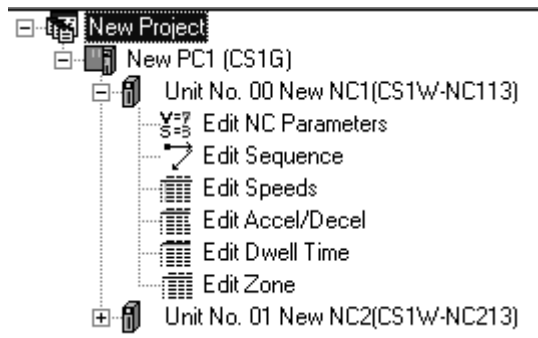 New Project
New PC1 (CS1G)
Unit No. 00 New NC1(CS1W-NC113)
Edit NC Parameters
Edit Sequence
Edit Speeds
Edit Accel/Decel
Edit Dwell Time
Edit Zone
Unit No. 01 New NC2(CS1W-NC213)